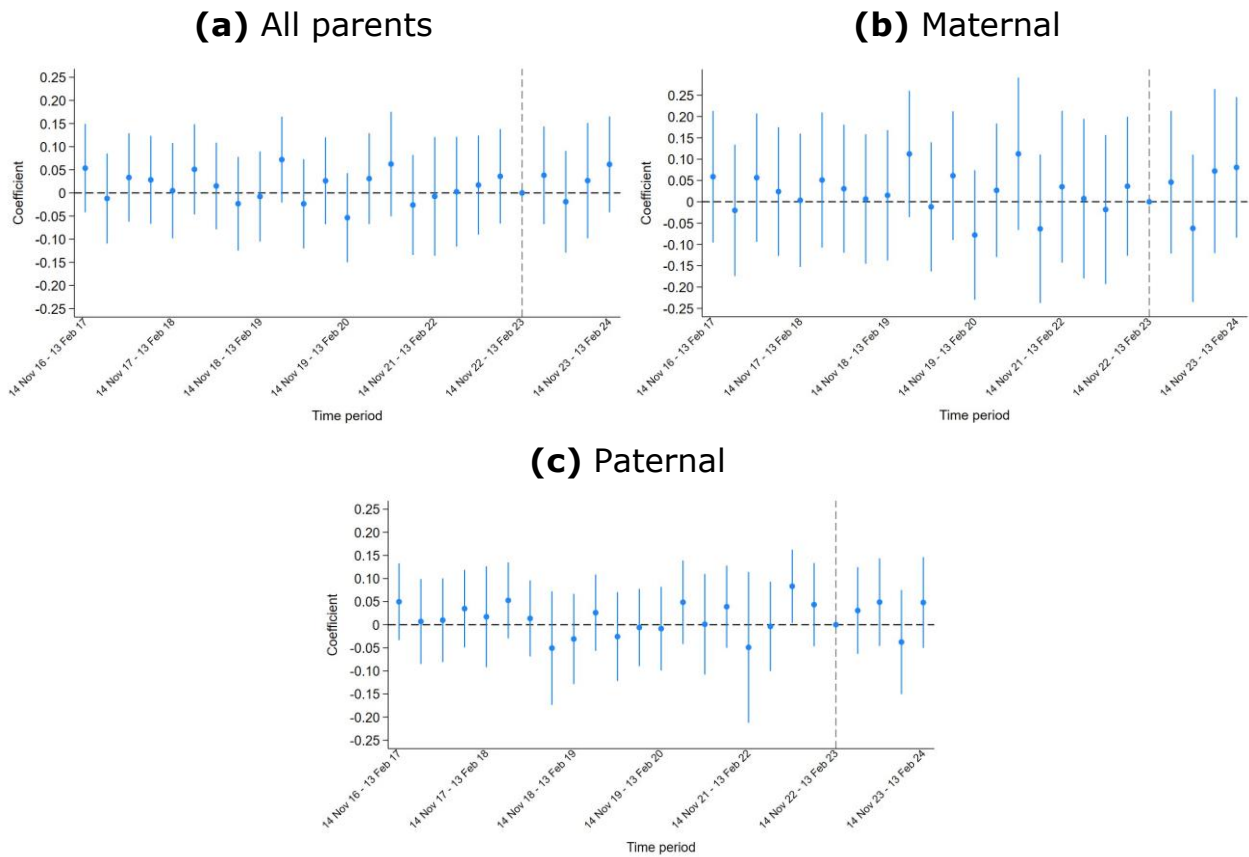 (a) All parents
0.25
0.20
0.15
0.10
0.05
0
-0.05
-0.10
-0.15
-0.20
-0.25
Coefficient
14 Nov 16 - 13 Feb 17
14 Nov 17 - 13 Feb 18
14 Nov 18 - 13 Feb 19
14 Nov 19 - 13 Feb 20
14 Nov 21 - 13 Feb 22
14 Nov 22 - 13 Feb 23
14 Nov 23 - 13 Feb 24
Time period
(b) Maternal
0.25
0.20
0.15
0.10
0.05
0
-0.05
-0.10
-0.15
-0.20
-0.25
Coefficient
14 Nov 16 - 13 Feb 17
14 Nov 17 - 13 Feb 18
14 Nov 18 - 13 Feb 19
14 Nov 19 - 13 Feb 20
14 Nov 21 - 13 Feb 22
14 Nov 22 - 13 Feb 23
14 Nov 23 - 13 Feb 24
Time period
(c) Paternal
0.25
0.20
0.15
0.10
0.05
0
-0.05
-0.10
-0.15
-0.20
-0.25
Coefficient
14 Nov 16 - 13 Feb 17
14 Nov 17 - 13 Feb 18
14 Nov 18 - 13 Feb 19
14 Nov 19 - 13 Feb 20
14 Nov 21 - 13 Feb 22
14 Nov 22 - 13 Feb 23
14 Nov 23 - 13 Feb 24
Time period